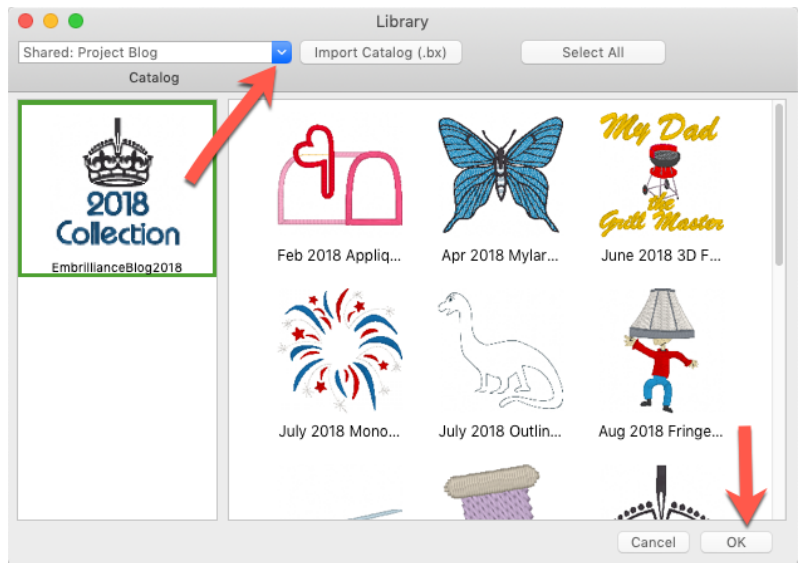 Library
Shared: Project Blog
Import Catalog (.bx)
Select All
Catalog
2018
Collection
EmbrillianceBlog2018
Feb 2018 Appliq...
My Dad
the
Grill Master
Apr 2018 Mylar...
June 2018 3D F...
July 2018 Mono...
July 2018 Outlin...
Aug 2018 Fringe...
Cancel
OK